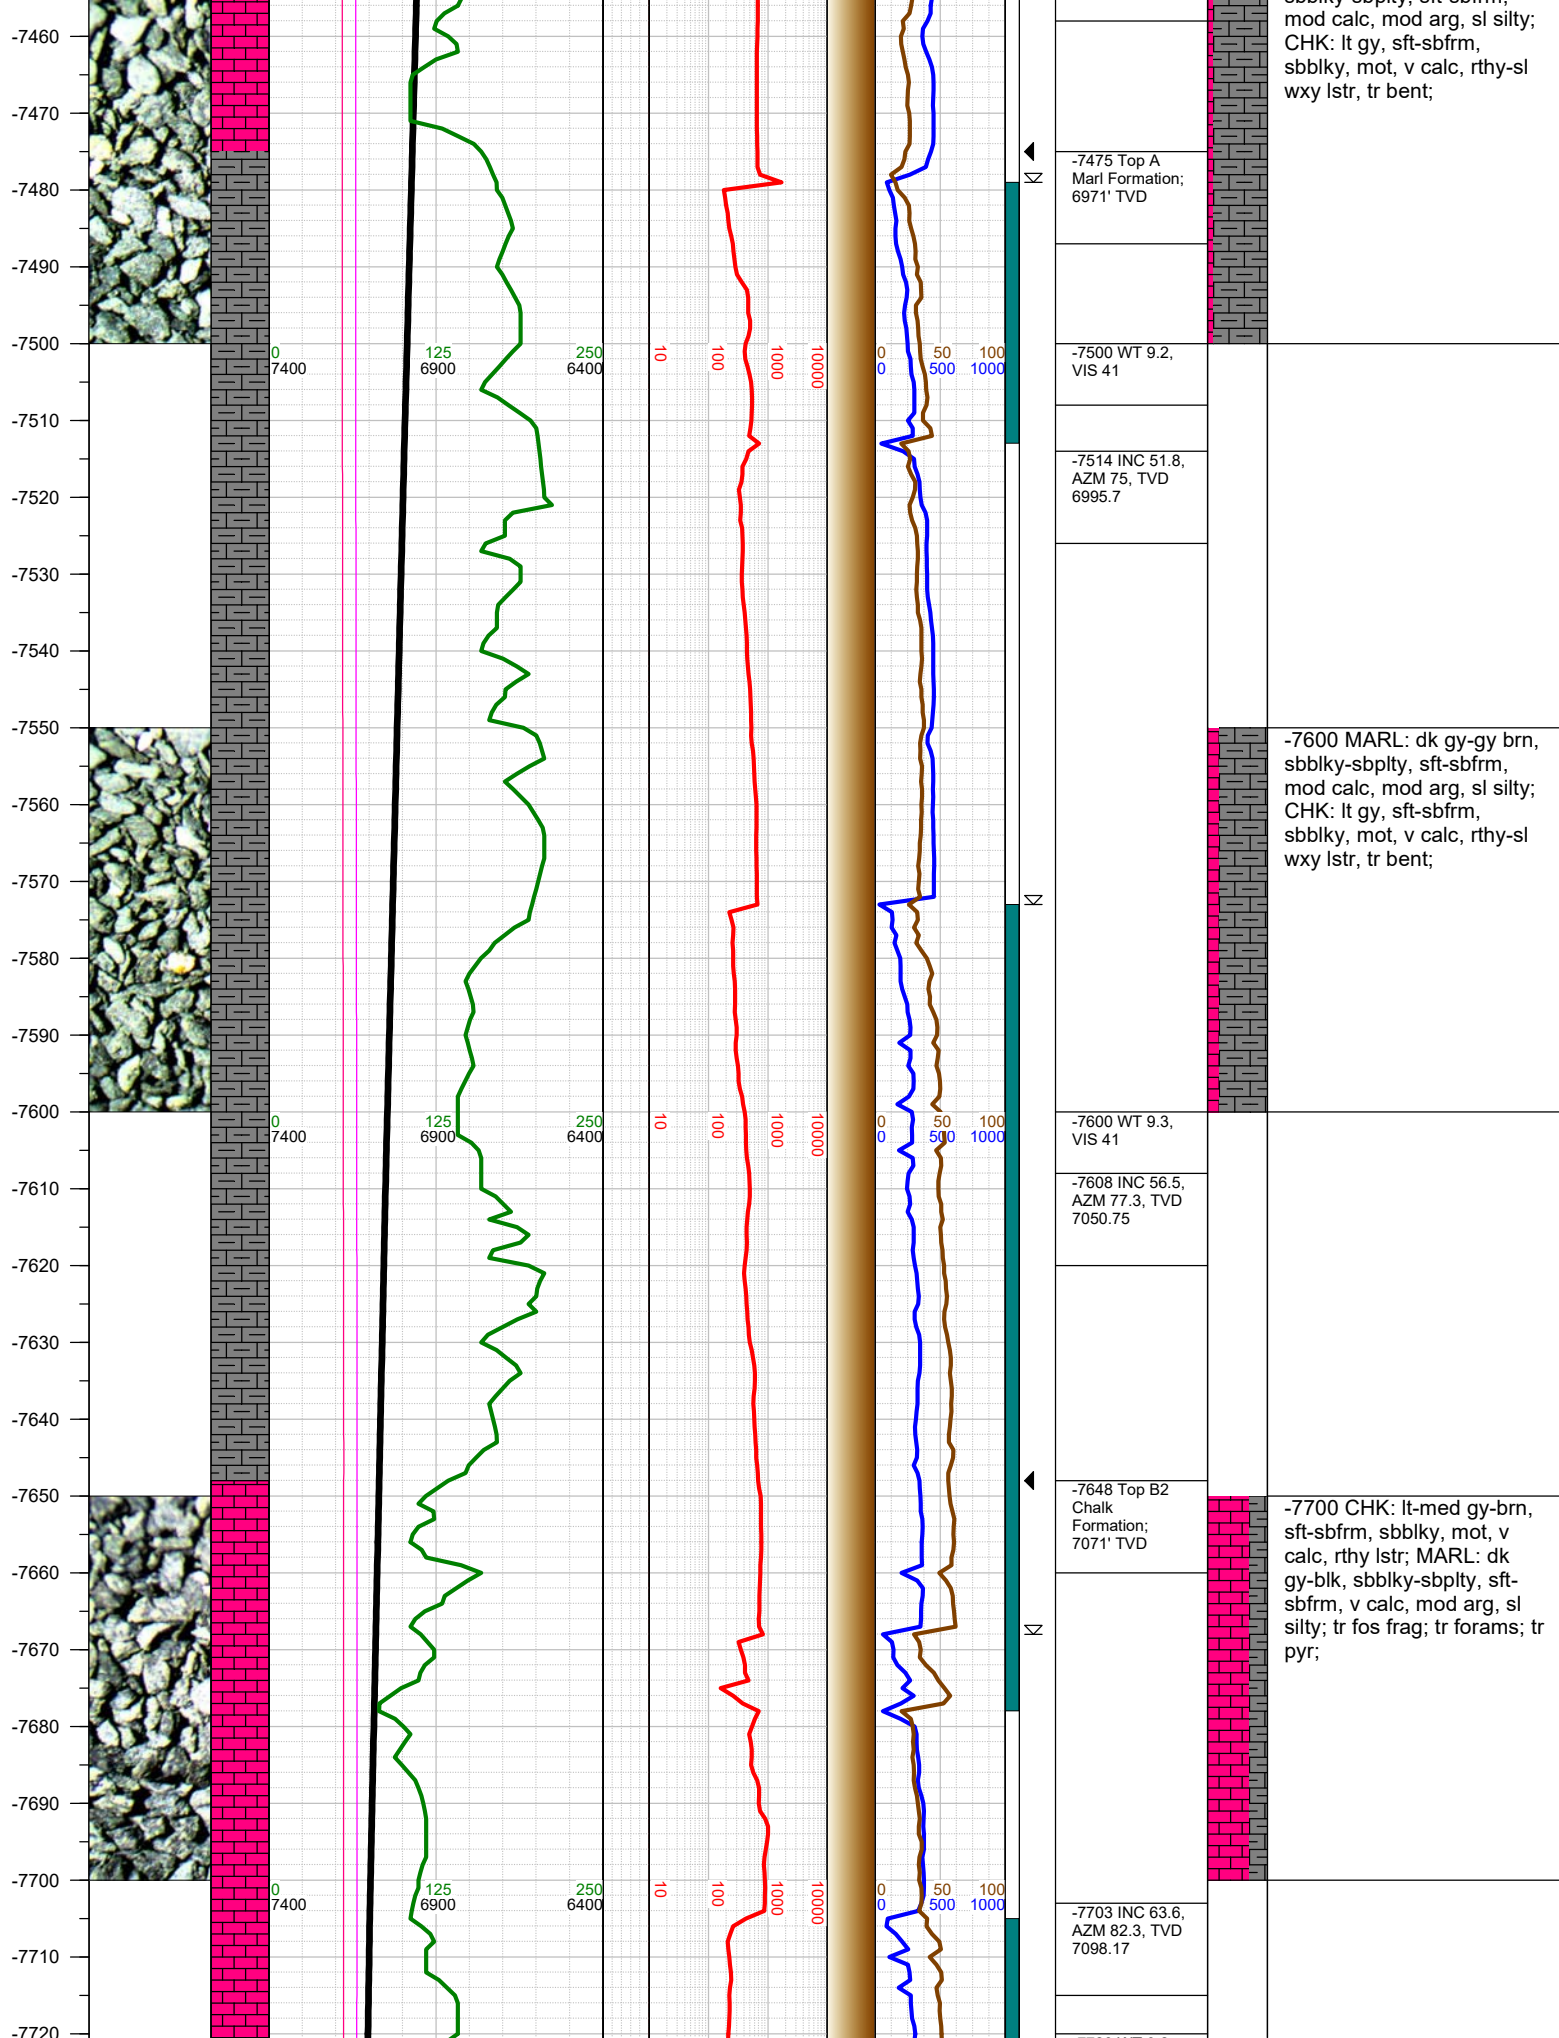 sbblky-sbplty, sft-sbfrm,
mod calc, mod arg, sl silty;
CHK: lt gy, sft-sbfrm,
sbblky, mot, v calc, rthy-sl
wxy lstr, tr bent;
-7460
-7470
-7475 Top A
Marl Formation;
6971' TVD
-7480
-7490
-7500
0 125 250
7400 6900 6400
10 100 1000 10000
0 50 100
0 500 1000
-7500 WT 9.2,
VIS 41
-7510
-7514 INC 51.8,
AZM 75, TVD
6995.7
-7520
-7530
-7540
-7550
-7600 MARL: dk gy-gy brn,
sbblky-sbplty, sft-sbfrm,
mod calc, mod arg, sl silty;
CHK: lt gy, sft-sbfrm,
sbblky, mot, v calc, rthy-sl
wxy lstr, tr bent;
-7560
-7570
-7580
-7590
-7600
0 125 250
7400 6900 6400
10 100 1000 10000
0 50 100
0 500 1000
-7600 WT 9.3,
VIS 41
-7610
-7608 INC 56.5,
AZM 77.3, TVD
7050.75
-7620
-7630
-7640
-7650
-7648 Top B2
Chalk
Formation;
7071' TVD
-7700 CHK: lt-med gy-brn,
sft-sbfrm, sbblky, mot, v
calc, rthy lstr; MARL: dk
gy-blk, sbblky-sbplty, sft-
sbfrm, v calc, mod arg, sl
silty; tr fos frag; tr forams; tr
pyr;
-7660
-7670
-7680
-7690
-7700
0 125 250
7400 6900 6400
10 100 1000 10000
0 50 100
0 500 1000
-7703 INC 63.6,
AZM 82.3, TVD
7098.17
-7710
-7720